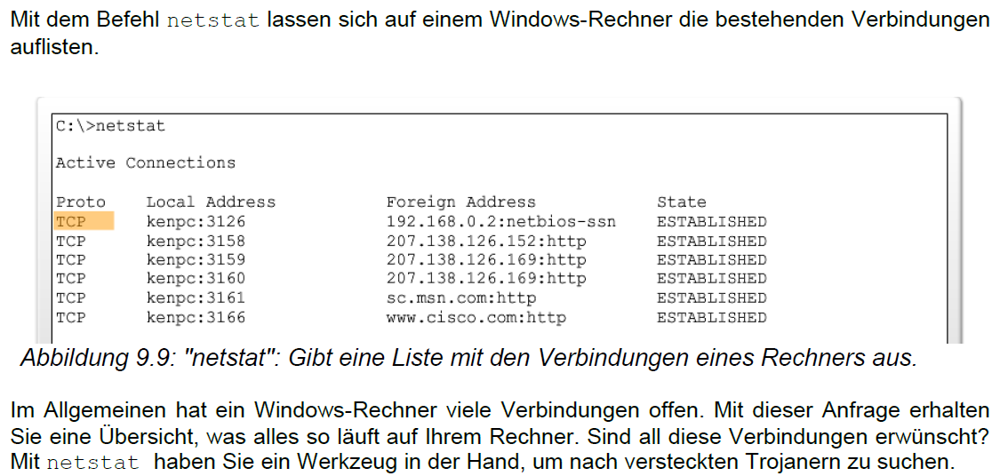 Mit dem Befehl netstat lassen sich auf einem Windows-Rechner die bestehenden Verbindungen
auflisten.
C:\>netstat
Active Connections
Proto Local Address Foreign Address State
TCP kenpc:3126 192.168.0.2:netbios-ssn ESTABLISHED
TCP kenpc:3158 207.138.126.152:http ESTABLISHED
TCP kenpc:3159 207.138.126.169:http ESTABLISHED
TCP kenpc:3160 207.138.126.169:http ESTABLISHED
TCP kenpc:3161 sc.msn.com:http ESTABLISHED
TCP kenpc:3166 www.cisco.com:http ESTABLISHED
Abbildung 9.9: "netstat": Gibt eine Liste mit den Verbindungen eines Rechners aus.
Im Allgemeinen hat ein Windows-Rechner viele Verbindungen offen. Mit dieser Anfrage erhalten
Sie eine Übersicht, was alles so läuft auf Ihrem Rechner. Sind all diese Verbindungen erwünscht?
Mit netstat haben Sie ein Werkzeug in der Hand, um nach versteckten Trojanern zu suchen.